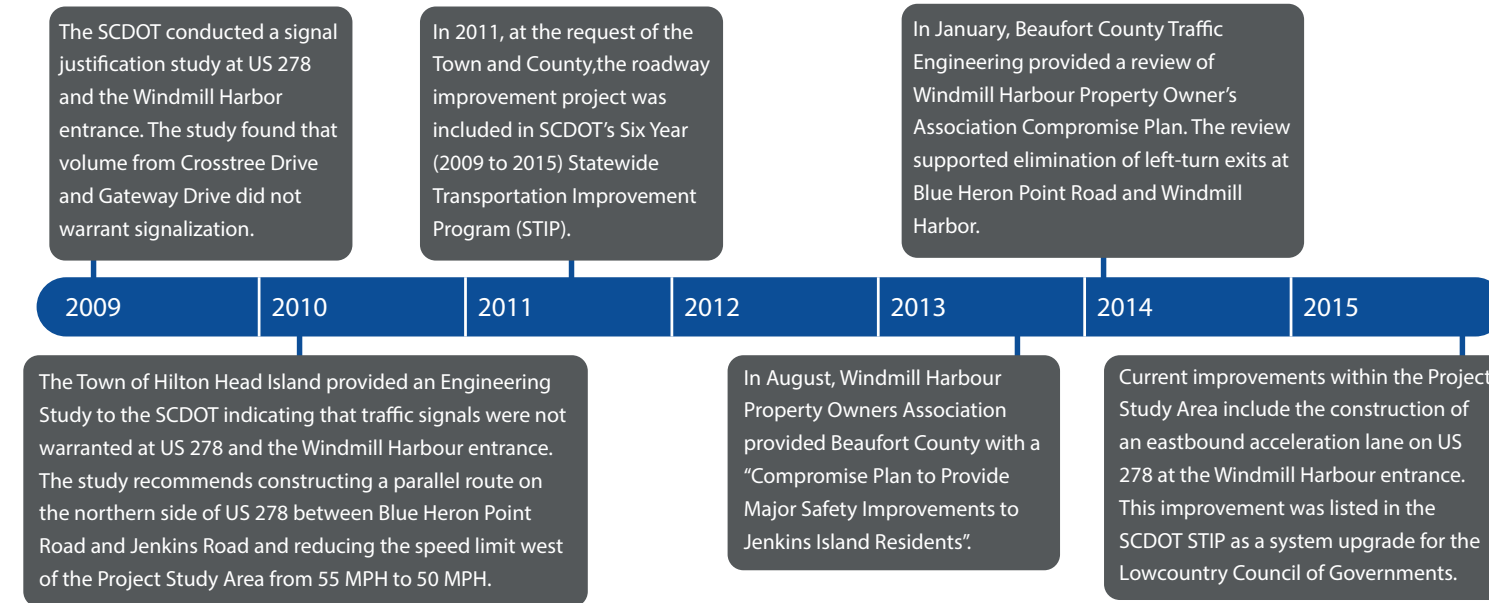 The SCDOT conducted a signal
justification study at US 278
and the Windmill Harbor
entrance. The study found that
volume from Crosstree Drive
and Gateway Drive did not
warrant signalization.
In 2011, at the request of the
Town and County,the roadway
improvement project was
included in SCDOT's Six Year
(2009 to 2015) Statewide
Transportation Improvement
Program (STIP).
In January, Beaufort County Traffic
Engineering provided a review of
Windmill Harbour Property Owner's
Association Compromise Plan. The review
supported elimination of left-turn exits at
Blue Heron Point Road and Windmill
Harbor.
2009
2010
2011
2012
2013
2014
2015
The Town of Hilton Head Island provided an Engineering
Study to the SCDOT indicating that traffic signals were not
warranted at US 278 and the Windmill Harbour entrance.
The study recommends constructing a parallel route on
the northern side of US 278 between Blue Heron Point
Road and Jenkins Road and reducing the speed limit west
of the Project Study Area from 55 MPH to 50 MPH.
In August, Windmill Harbour
Property Owners Association
provided Beaufort County with a
“Compromise Plan to Provide
Major Safety Improvements to
Jenkins Island Residents”.
Current improvements within the Project
Study Area include the construction of
an eastbound acceleration lane on US
278 at the Windmill Harbour entrance.
This improvement was listed in the
SCDOT STIP as a system upgrade for the
Lowcountry Council of Governments.